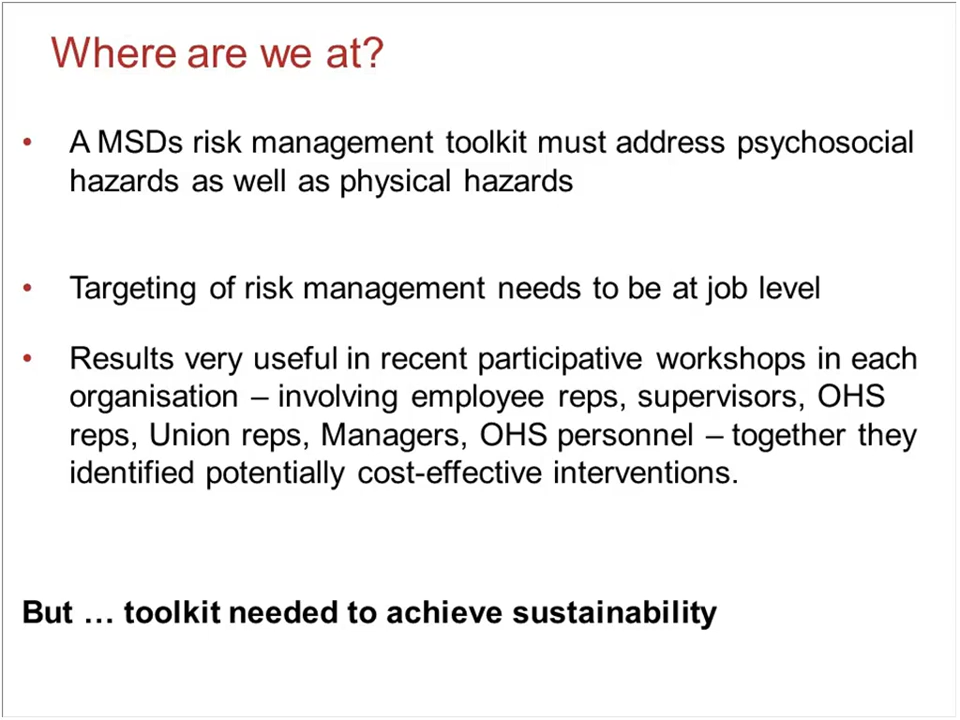 Where are we at?
• A MSDs risk management toolkit must address psychosocial
hazards as well as physical hazards
• Targeting of risk management needs to be at job level
• Results very useful in recent participative workshops in each
organisation – involving employee reps, supervisors, OHS
reps, Union reps, Managers, OHS personnel – together they
identified potentially cost-effective interventions.
But … toolkit needed to achieve sustainability